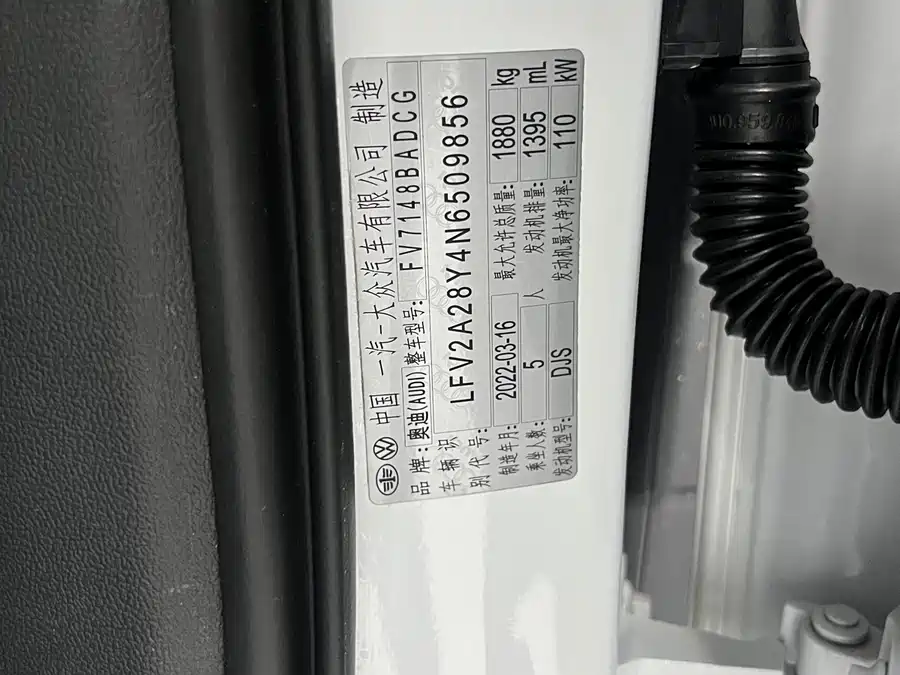 中国 一汽-大众汽车有限公司 制造
品牌: 奥迪(AUDI) 整车型号: FV7148BADCG
车辆识别代号: LFV2A28Y4N6509856
制造年月: 2022-03-16 最大允许总质量: 1880 kg
乘坐人数: 5 人 发动机排量: 1395 mL
发动机型号: DJS 发动机最大净功率: 110 kW